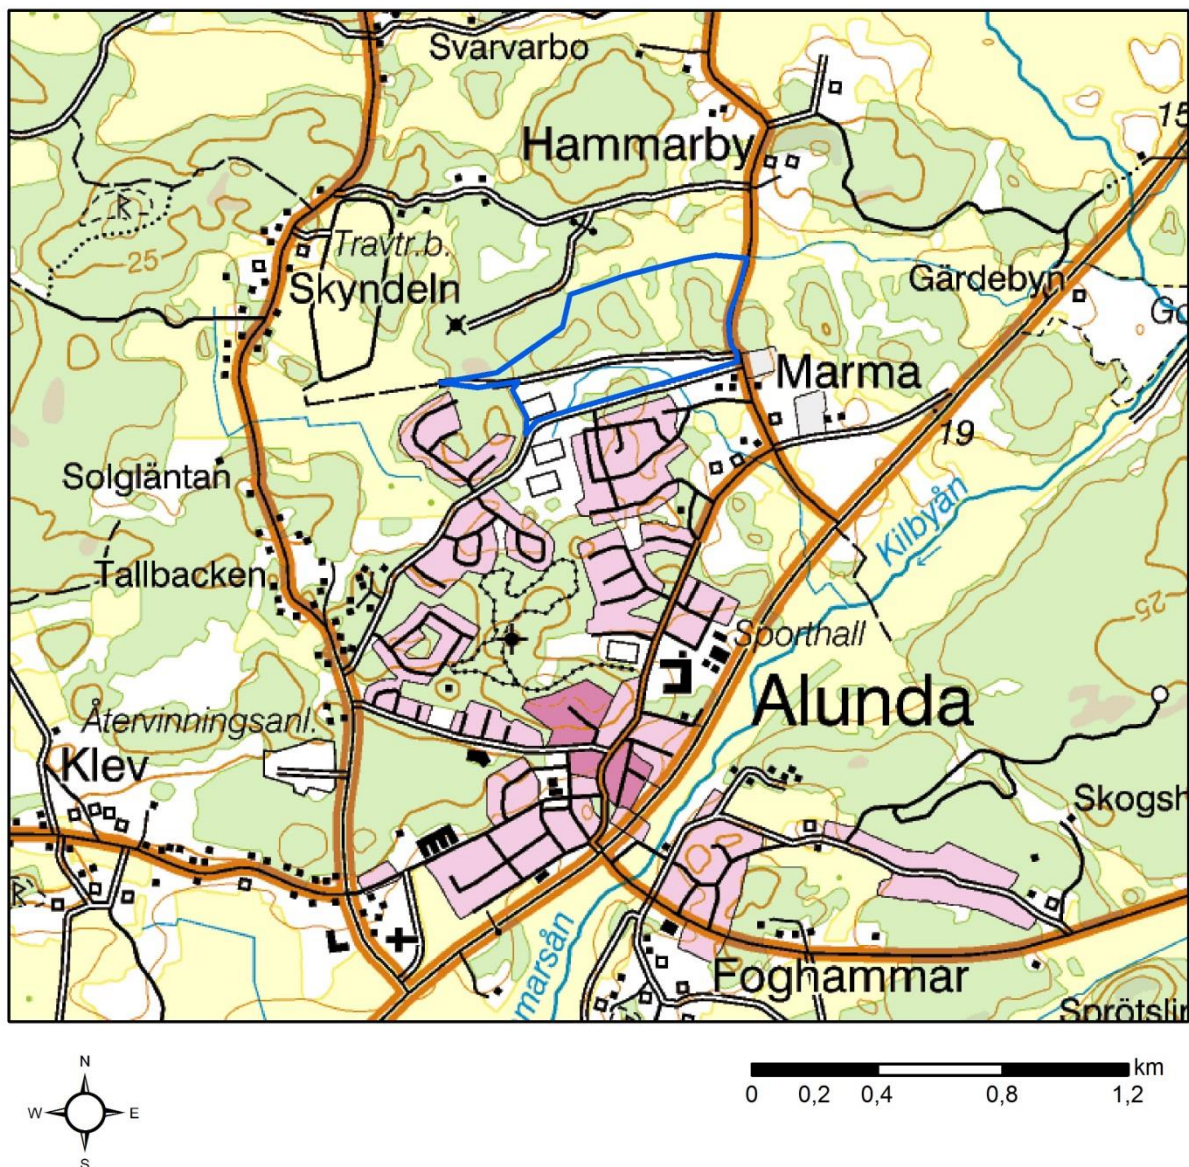 Svarvarbo
Hammarby
15
R
25
Travtr.b.
Skyndeln
Gärdebyn
Marma
19
Solgläntan
Kilbyån
Tallbacken
25
Sporthall
Alunda
Återvinningsanl.
Klev
Skogsh
R
marsån
Foghammar
Sprötslin
N
W E
S
km
0 0,2 0,4 0,8 1,2